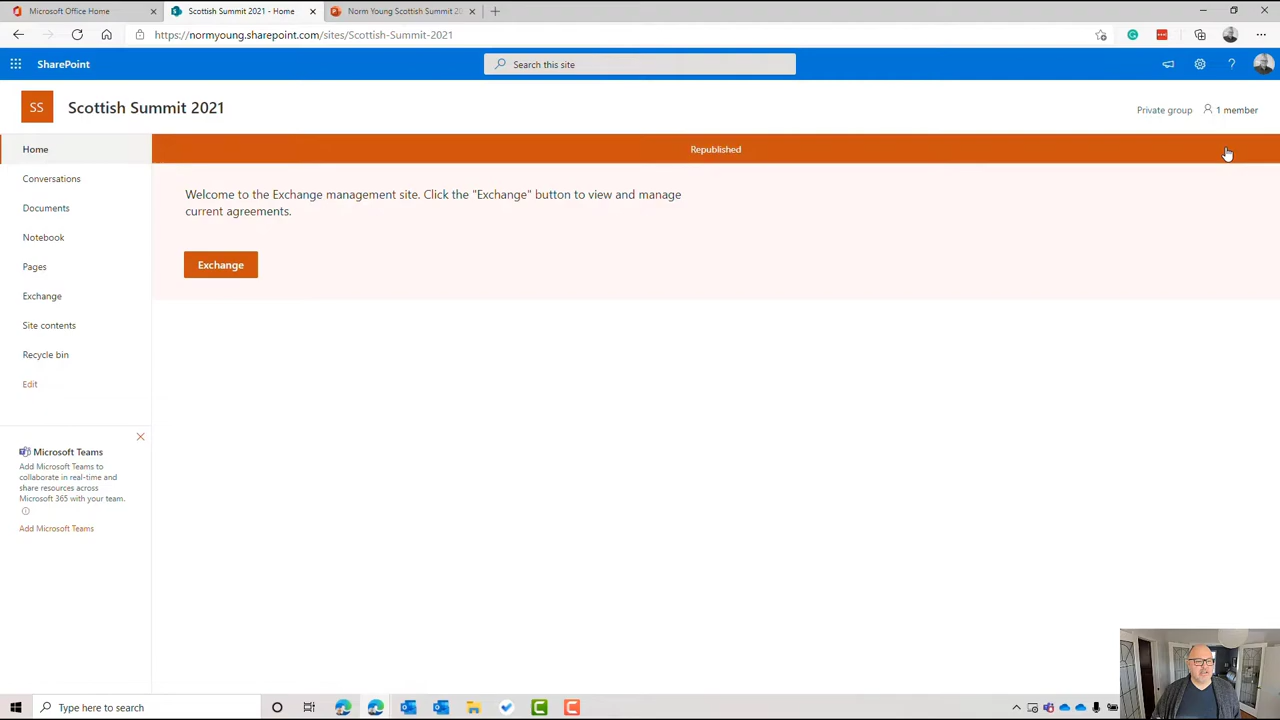 Microsoft Office Home
Scottish Summit 2021 - Home
Norm Young Scottish Summit 2
https://normyoung.sharepoint.com/sites/Scottish-Summit-2021
SharePoint
Search this site
?
SS
Scottish Summit 2021
Private group
1 member
Home
Republished
Conversations
Documents
Notebook
Pages
Exchange
Site contents
Recycle bin
Edit
Welcome to the Exchange management site. Click the "Exchange" button to view and manage
current agreements.
Exchange
Microsoft Teams
Add Microsoft Teams to
collaborate in real-time and
share resources across
Microsoft 365 with your team.
Add Microsoft Teams
Type here to search